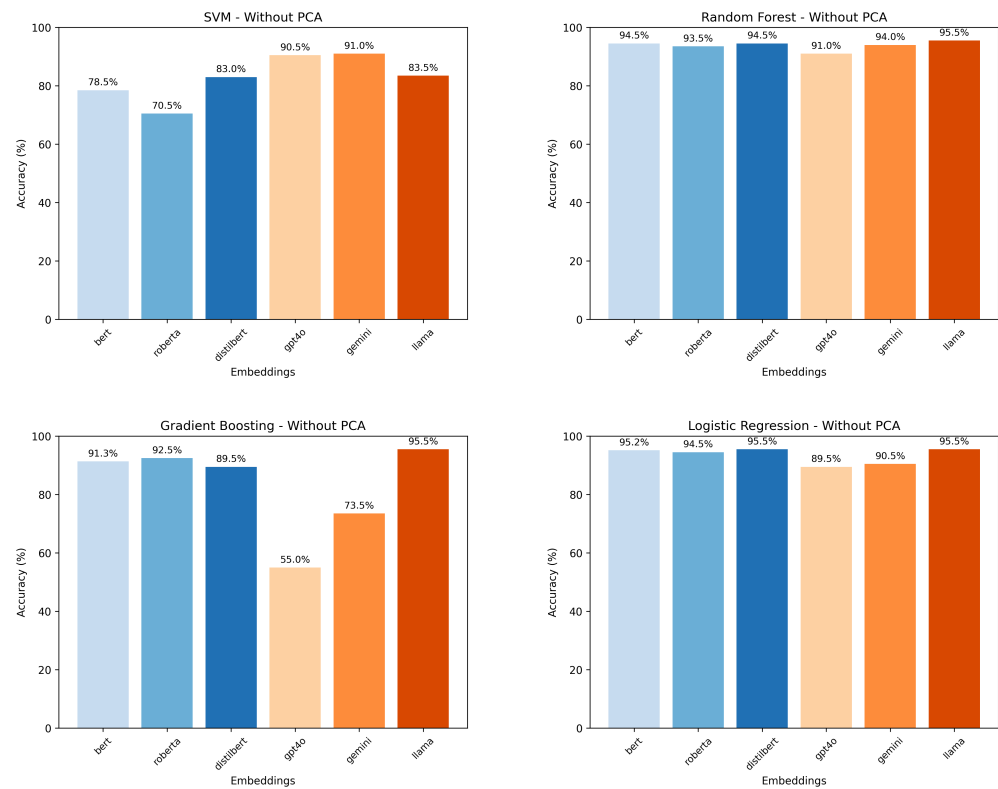 SVM - Without PCA
100
80
60
40
20
0
Accuracy (%)
78.5%
70.5%
83.0%
90.5%
91.0%
83.5%
bert
roberta
distilbert
gpt4o
gemini
llama
Embeddings
Random Forest - Without PCA
100
80
60
40
20
0
Accuracy (%)
94.5%
93.5%
94.5%
91.0%
94.0%
95.5%
bert
roberta
distilbert
gpt4o
gemini
llama
Embeddings
Gradient Boosting - Without PCA
100
80
60
40
20
0
Accuracy (%)
91.3%
92.5%
89.5%
55.0%
73.5%
95.5%
bert
roberta
distilbert
gpt4o
gemini
llama
Embeddings
Logistic Regression - Without PCA
100
80
60
40
20
0
Accuracy (%)
95.2%
94.5%
95.5%
89.5%
90.5%
95.5%
bert
roberta
distilbert
gpt4o
gemini
llama
Embeddings